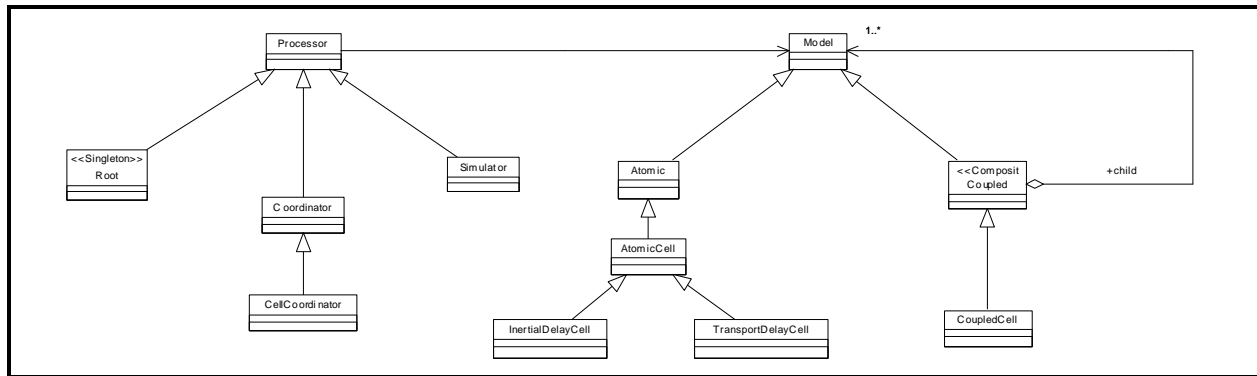 Processor
Model
1..*
<<Singleton>>
Root
Simulator
Atomic
<<Composit
Coupled
+child
Coordinator
AtomicCell
CellCoordinator
InertialDelayCell
TransportDelayCell
CoupledCell